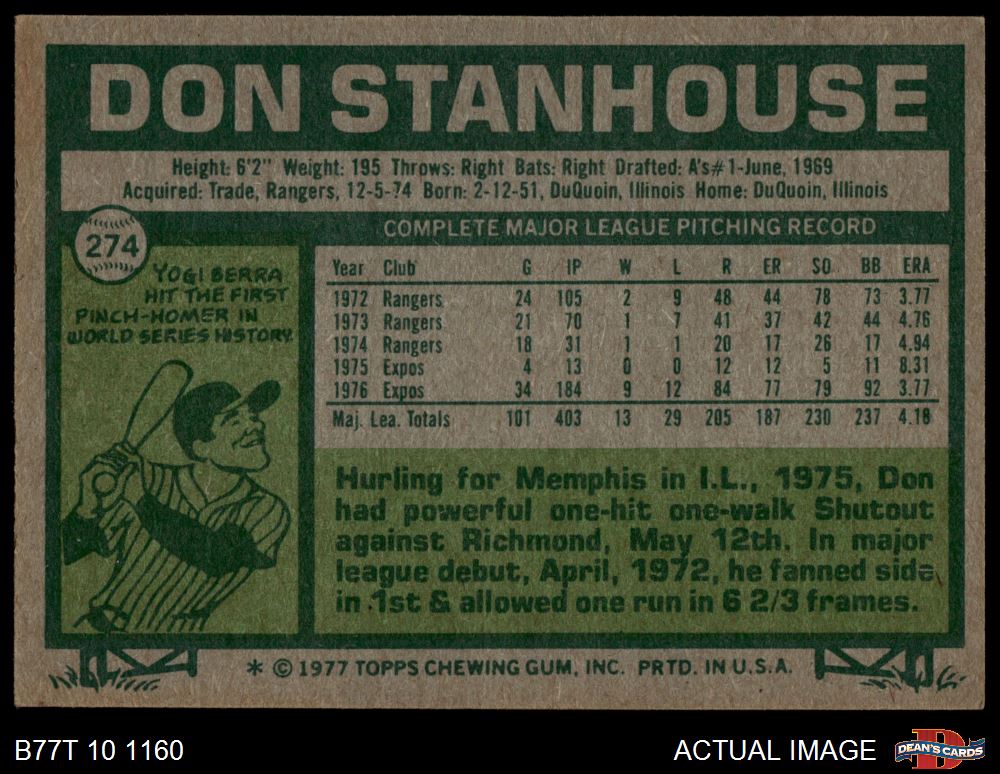 DON STANHOUSE
Height: 6'2" Weight: 195 Throws: Right Bats: Right Drafted: A's #1-June, 1969
Acquired: Trade, Rangers, 12-5-74 Born: 2-12-51, DuQuoin, Illinois Home: DuQuoin, Illinois
274
YOGI BERRA
HIT THE FIRST
PINCH-HOMER IN
WORLD SERIES HISTORY.
COMPLETE MAJOR LEAGUE PITCHING RECORD
Year Club G IP W L R ER SO BB ERA
1972 Rangers 24 105 2 9 48 44 78 73 3.77
1973 Rangers 21 70 1 7 41 37 42 44 4.76
1974 Rangers 18 31 1 1 20 17 26 17 4.94
1975 Expos 4 13 0 0 12 12 5 11 8.31
1976 Expos 34 184 9 12 84 77 79 92 3.77
Maj. Lea. Totals 101 403 13 29 205 187 230 237 4.18
Hurling for Memphis in I.L., 1975, Don
had powerful one-hit one-walk Shutout
against Richmond, May 12th. In major
league debut, April, 1972, he fanned side
in 1st & allowed one run in 6 2/3 frames.
* © 1977 TOPPS CHEWING GUM, INC. PRTD. IN U.S.A.
B77T 10 1160
ACTUAL IMAGE
DEAN'S CARDS